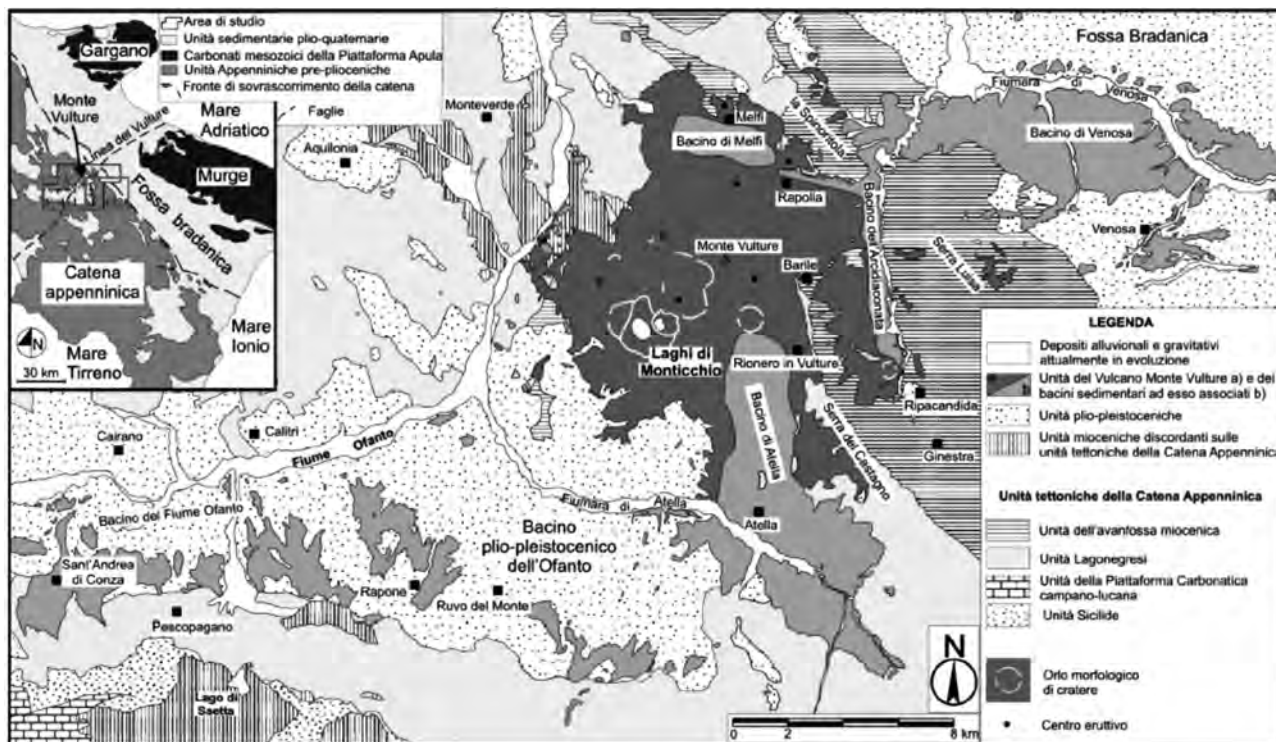 Area di studio
Unità sedimentarie plio-quaternarie
Carbonati mesozoici della Piattaforma Apula
Unità Appenniniche pre-plioceniche
Fronte di sovrascorrimento della catena
Faglie
Gargano
Monte
Vulture
Linea del Vulture
Mare
Adriatico
Murge
Fossa bradanica
Catena
appenninica
Mare
Ionio
Mare
Tirreno
N
30 km
Monteverde
Aquilonia
Melfi
Bacino di Melfi
la Spinoritola
Rapolla
Monte Vulture
Barile
Bacino dell'Arcidiaconata
Serra Luisa
Fossa Bradanica
Fiumara di Venosa
Bacino di Venosa
Venosa
Laghi di
Monticchio
Rionero in Vulture
Bacino di Atella
Serra del Castagno
Ripacandida
Ginestra
Cairano
Calitri
Fiume Ofanto
Fiumara di Atella
Atella
Bacino del Fiume Ofanto
Bacino
plio-pleistocenico
dell'Ofanto
Sant'Andrea
di Conza
Rapone
Ruvo del Monte
Pescopagano
Lago di
Saetta
N
0 2 4 8 km
LEGENDA
Depositi alluvionali e gravitativi
attualmente in evoluzione
Unità del Vulcano Monte Vulture a) e dei
bacini sedimentari ad esso associati b)
Unità plio-pleistoceniche
Unità mioceniche discordanti sulle
unità tettoniche della Catena Appenninica
Unità tettoniche della Catena Appenninica
Unità dell'avanfossa miocenica
Unità Lagonegresi
Unità della Piattaforma Carbonatica
campano-lucana
Unità Sicilide
Orlo morfologico
di cratere
Centro eruttivo